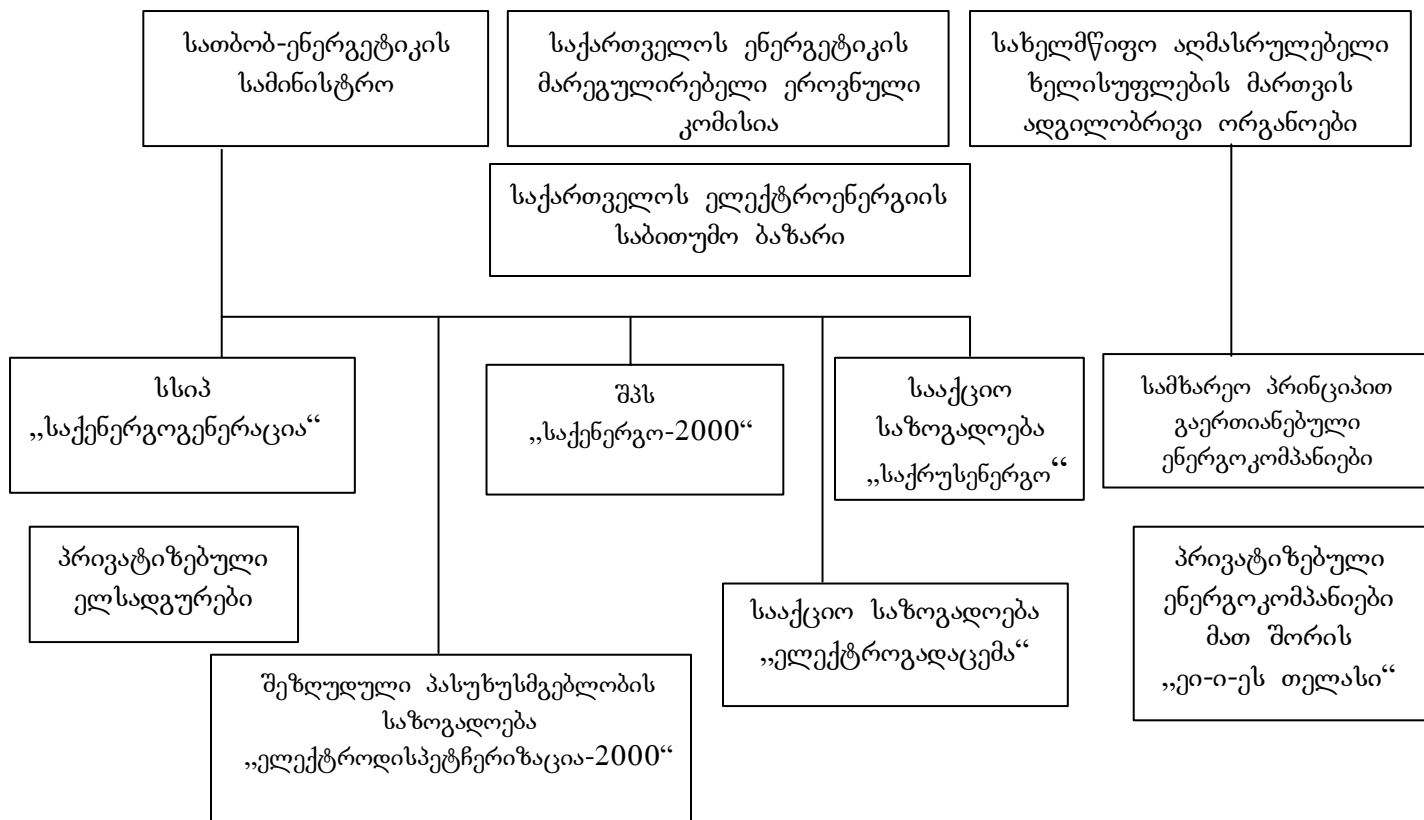 სათბობ-ენერგეტიკის
სამინისტრო
საქართველოს ენერგეტიკის
მარეგულირებელი ეროვნული
კომისია
სახელმწიფო აღმასრულებელი
ხელისუფლების მართვის
ადგილობრივი ორგანოები
საქართველოს ელექტროენერგიის
საბითუმო ბაზარი
სსიპ
„საქენერგოგენერაცია“
შპს
„საქენერგო-2000“
სააქციო
საზოგადოება
„საქრუსენერგო“
სამხარეო პრინციპით
გაერთიანებული
ენერგოკომპანიები
პრივატიზებული
ელსადგურები
შეზღუდული პასუხუსმგებლობის
საზოგადოება
„ელექტროდისპეტჩერიზაცია-2000“
სააქციო საზოგადოება
„ელექტროგადაცემა“
პრივატიზებული
ენერგოკომპანიები
მათ შორის
„ეი-ი-ეს თელასი“